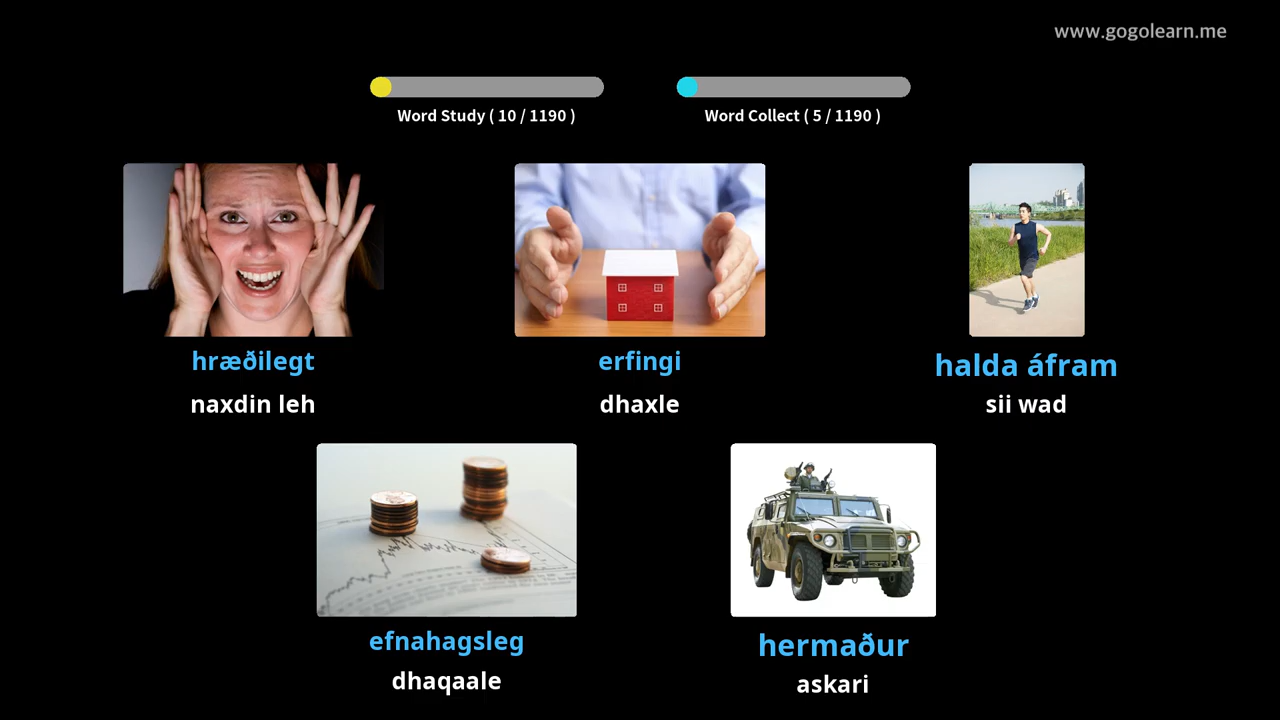 www.gogolearn.me
Word Study ( 10 / 1190 )
Word Collect ( 5 / 1190 )
hræðilegt
naxdin leh
erfingi
dhaxle
halda áfram
sii wad
efnahagsleg
dhaqaale
hermaður
askari